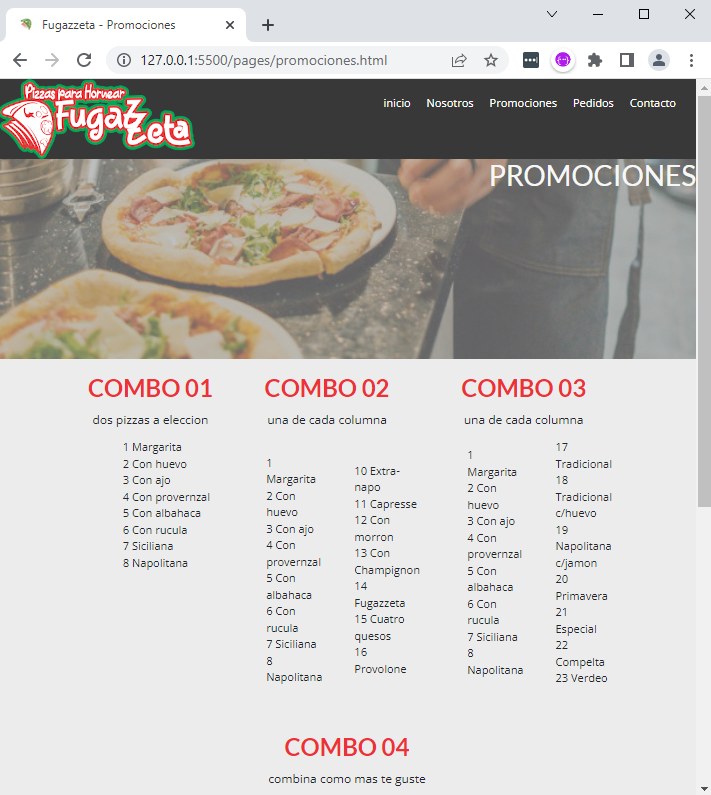 Fugazzeta - Promociones
127.0.0.1:5500/pages/promociones.html
Pizzas para Hornear
FugaZZeta
inicio Nosotros Promociones Pedidos Contacto
PROMOCIONES
COMBO 01
dos pizzas a eleccion
1 Margarita
2 Con huevo
3 Con ajo
4 Con provernzal
5 Con albahaca
6 Con rucula
7 Siciliana
8 Napolitana
COMBO 02
una de cada columna
1
Margarita
2 Con
huevo
3 Con ajo
4 Con
provernzal
5 Con
albahaca
6 Con
rucula
7 Siciliana
8
Napolitana
10 Extra-
napo
11 Capresse
12 Con
morron
13 Con
Champignon
14
Fugazzeta
15 Cuatro
quesos
16
Provolone
COMBO 03
una de cada columna
1
Margarita
2 Con
huevo
3 Con ajo
4 Con
provernzal
5 Con
albahaca
6 Con
rucula
7 Siciliana
8
Napolitana
17
Tradicional
18
Tradicional
c/huevo
19
Napolitana
c/jamon
20
Primavera
21
Especial
22
Compelta
23 Verdeo
COMBO 04
combina como mas te guste